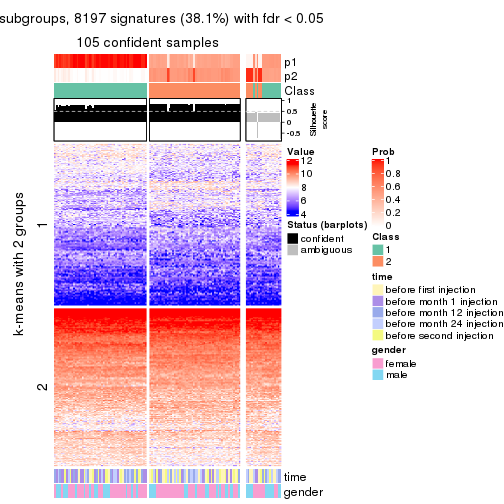 subgroups, 8197 signatures (38.1%) with fdr < 0.05
105 confident samples
p1
p2
Class
1
0.5
0
-0.5
Silhouette
score
k-means with 2 groups
1
2
time
gender
Value
12
10
8
6
4
Status (barplots)
confident
ambiguous
Prob
1
0.8
0.6
0.4
0.2
0
Class
1
2
time
before first injection
before month 1 injection
before month 12 injection
before month 24 injection
before second injection
gender
female
male